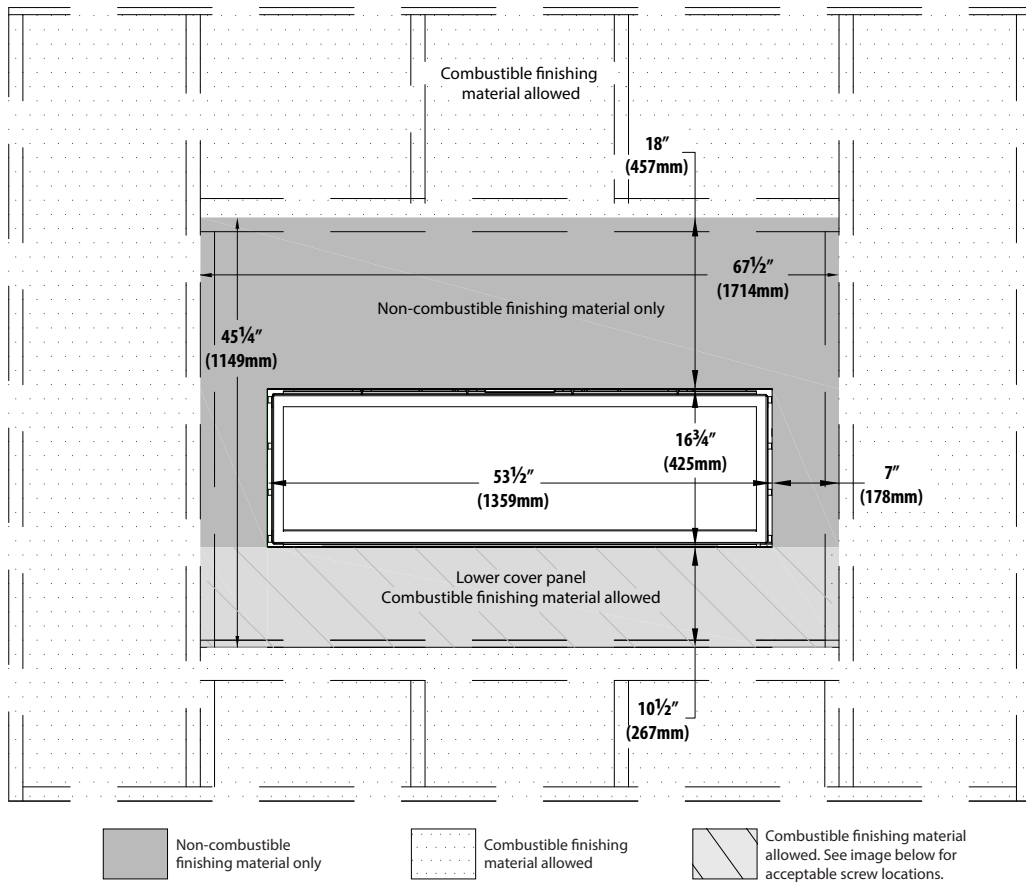 Combustible finishing
material allowed
18″
(457mm)
67½″
(1714mm)
Non-combustible finishing material only
45¼″
(1149mm)
16¾″
(425mm)
53½″
(1359mm)
7″
(178mm)
Lower cover panel
Combustible finishing material allowed
10½″
(267mm)
Non-combustible
finishing material only
Combustible finishing
material allowed
Combustible finishing material
allowed. See image below for
acceptable screw locations.